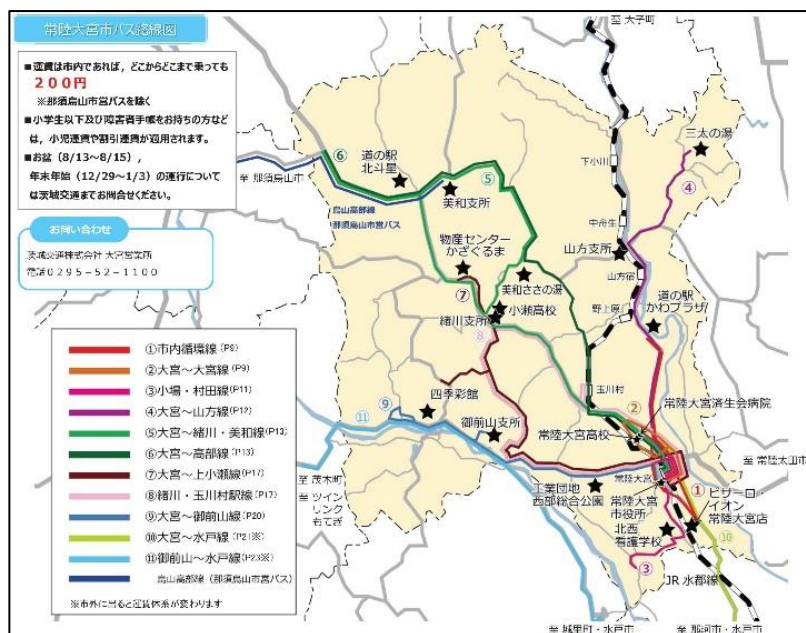 常陸大宮市バス路線図
■運賃は市内であれば，どこからどこまで乗っても
２００円
※那須烏山市営バスを除く
■小学生以下及び障害者手帳をお持ちの方など
は，小児運賃や割引運賃が適用されます。
■お盆（8/13～8/15），
年末年始（12/29～1/3）の運行について
は茨城交通までお問合せください。
お問い合わせ
茨城交通株式会社 大宮営業所
電話０２９５－５２－１１００
至 大子町
三太の湯
④
下小川
中舟生
山方支所
山方宿
野上原
道の駅
かわプラザ
⑥
道の駅
北斗星
⑤
美和支所
至 那須烏山市
烏山高部線
那須烏山市営バス
物産センター
かざぐるま
美和ささの湯
⑦
小瀬高校
緒川支所
⑧
玉川村
②
常陸大宮済生会病院
常陸大宮高校
四季彩館
⑨
⑪
御前山支所
至 常陸太田市
至 茂木町
至 ツイン
リンク
もてぎ
常陸大宮
工業団地
西部総合公園
常陸大宮
市役所
北西
看護学校
①
ピサーロ・
イオン
常陸大宮店
⑩
③
JR 水郡線
至 城里町・水戸市
至 那珂市・水戸市
①市内循環線(P9)
②大宮～大宮線(P9)
③小場・村田線(P11)
④大宮～山方線(P12)
⑤大宮～緒川・美和線(P13)
⑥大宮～高部線(P13)
⑦大宮～上小瀬線(P17)
⑧緒川・玉川村駅線(P17)
⑨大宮～御前山線(P20)
⑩大宮～水戸線(P21※)
⑪御前山～水戸線(P23※)
烏山高部線（那須烏山市営バス）
※市外に出ると運賃体系が変わります